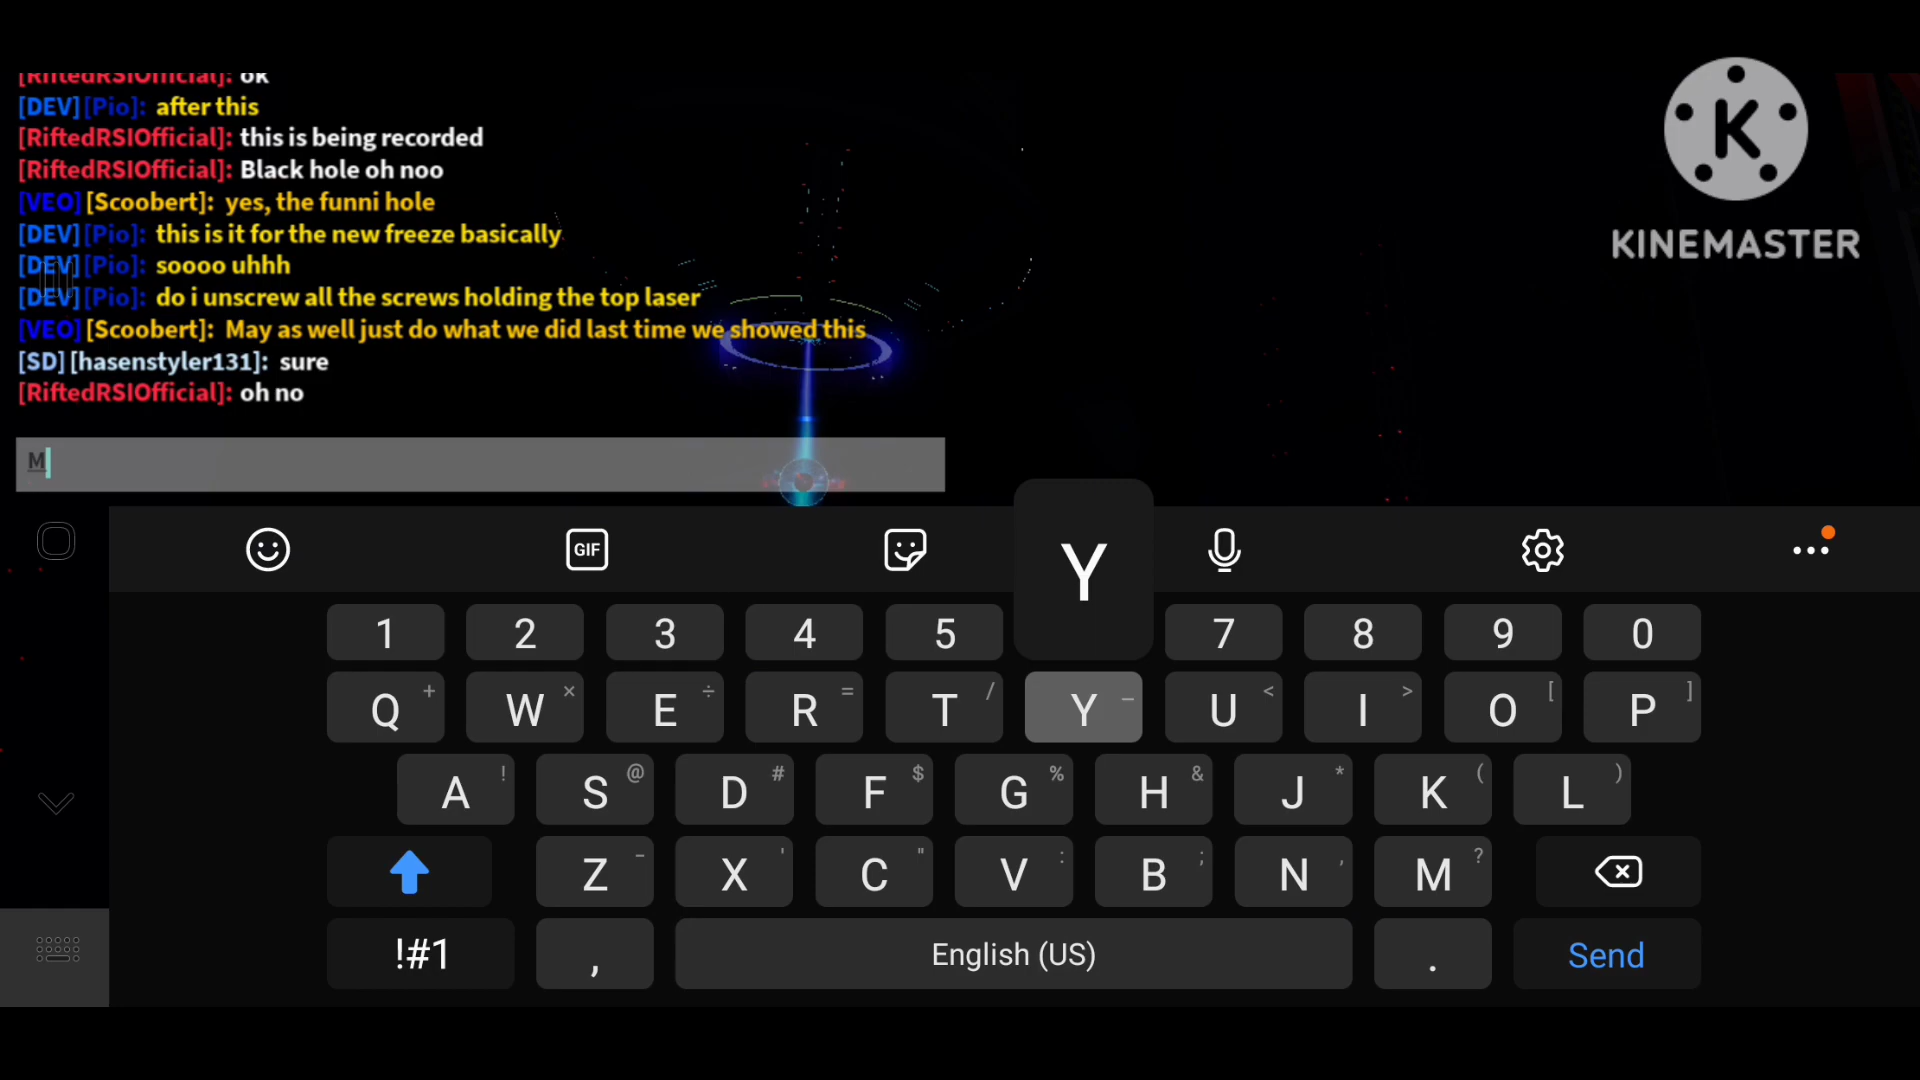 [RiftedRSIOfficial]: ok
[DEV][Pio]: after this
[RiftedRSIOfficial]: this is being recorded
[RiftedRSIOfficial]: Black hole oh noo
[VEO][Scoobert]: yes, the funni hole
[DEV][Pio]: this is it for the new freeze basically
[DEV][Pio]: soooo uhhh
[DEV][Pio]: do i unscrew all the screws holding the top laser
[VEO][Scoobert]: May as well just do what we did last time we showed this
[SD][hasenstyler131]: sure
[RiftedRSIOfficial]: oh no
M
K
KINEMASTER
GIF
Y
1 2 3 4 5 7 8 9 0
Q + W × E ÷ R = T / Y _ U < I > O [ P ]
A ! S @ D # F $ G % H & J * K ( L )
Z - X ' C " V : B ; N , M ?
!#1 , English (US) . Send